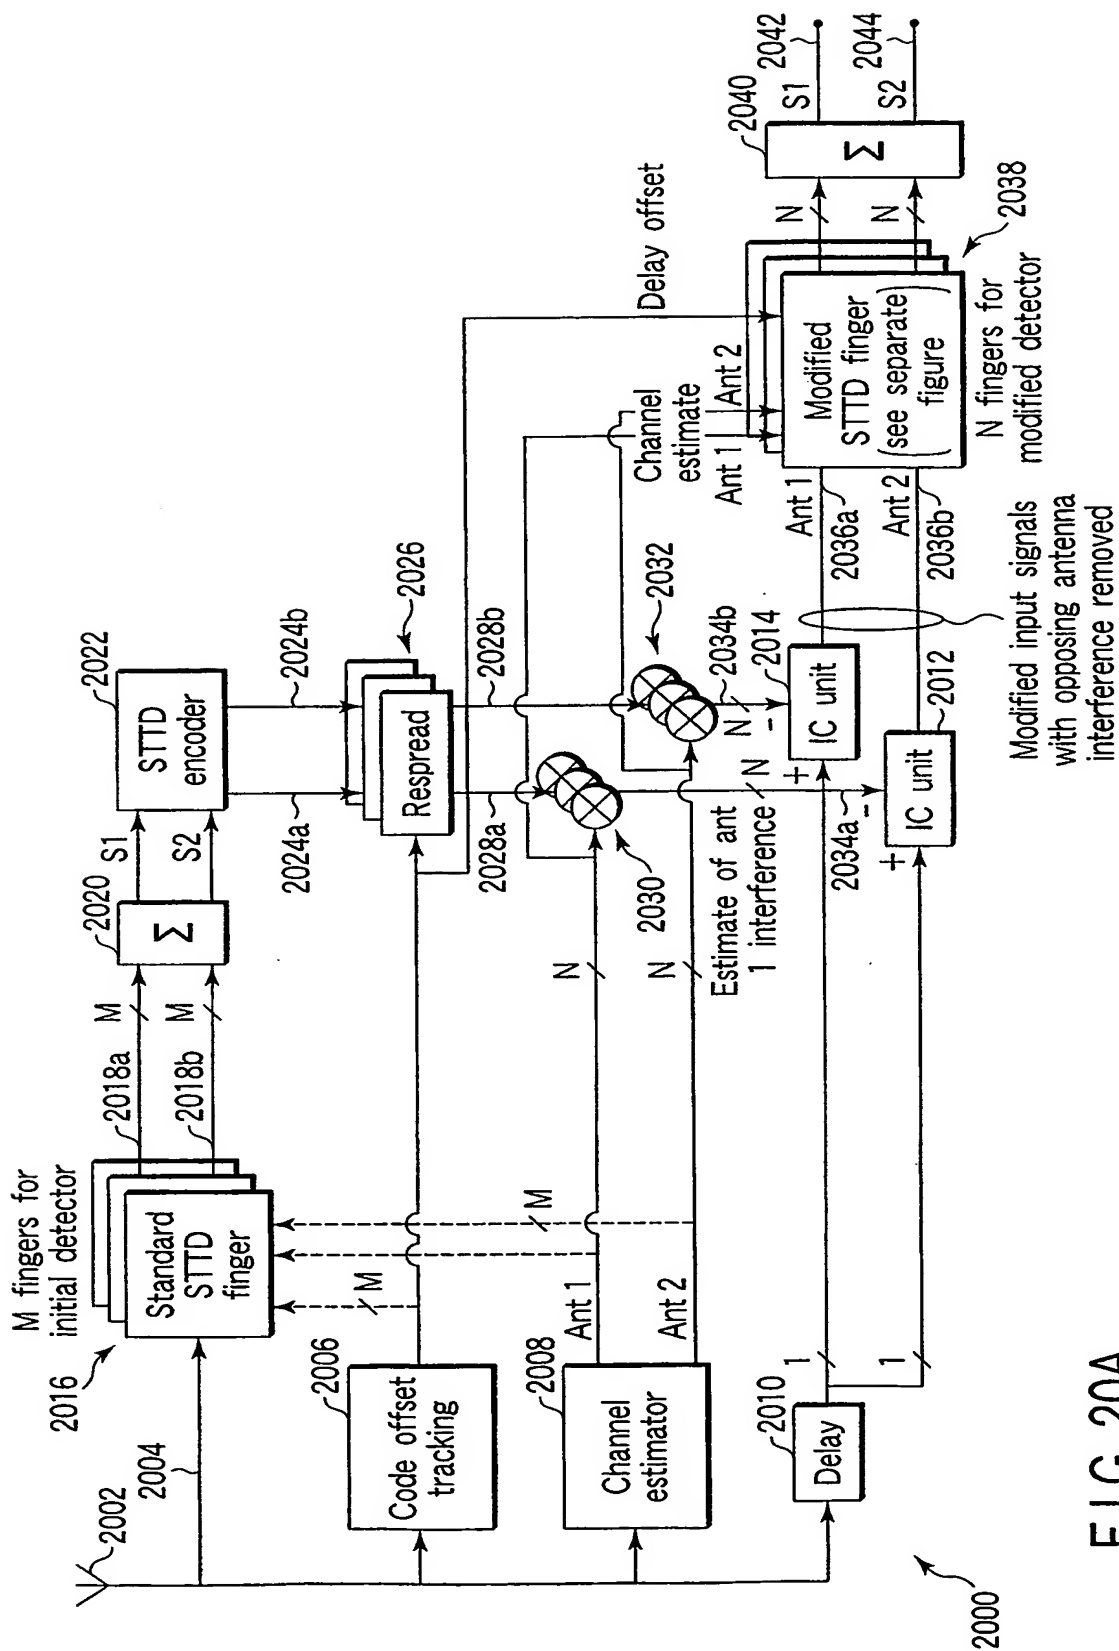 2002
2004
M fingers for
initial detector
2016
Standard
STTD
finger
2018a
2018b
M
M
2020
Σ
S1
S2
2022
STTD
encoder
2024a
2024b
2006
Code offset
tracking
M
M
Respread
2026
2028a
2028b
Delay offset
2008
Channel
estimator
Ant 1
Ant 2
N
N
2030
2032
Channel
estimate
Ant 1
Ant 2
Estimate of ant
1 interference
N
N
2034a
2034b
-
-
2010
Delay
1
1
+
+
IC unit
2014
IC unit
2012
Ant 1
2036a
Ant 2
2036b
Modified input signals
with opposing antenna
interference removed
Modified
STTD finger
(see separate
figure)
N fingers for
modified detector
2038
N
N
2040
Σ
S1
2042
S2
2044
2000
FIG. 20A